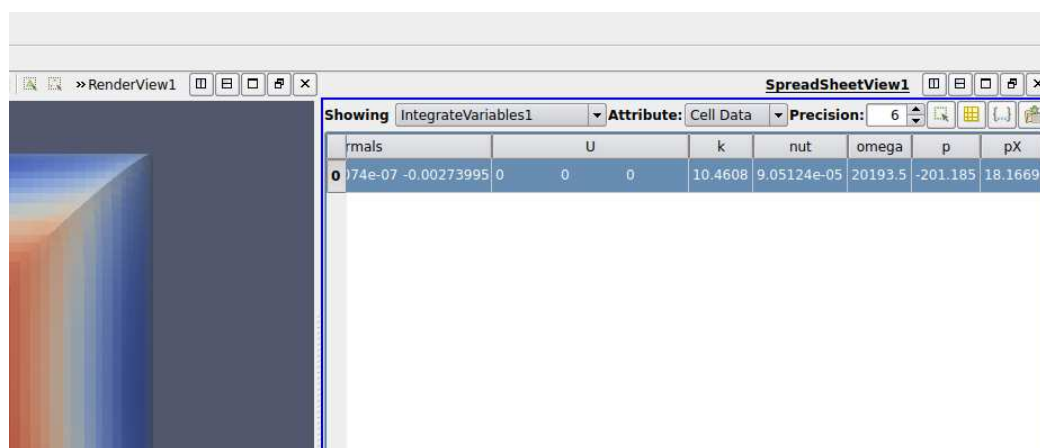 »RenderView1
SpreadSheetView1
Showing IntegrateVariables1 Attribute: Cell Data Precision: 6 {...}
rmals U k nut omega p pX
0 )74e-07 -0.00273995 0 0 0 10.4608 9.05124e-05 20193.5 -201.185 18.1669